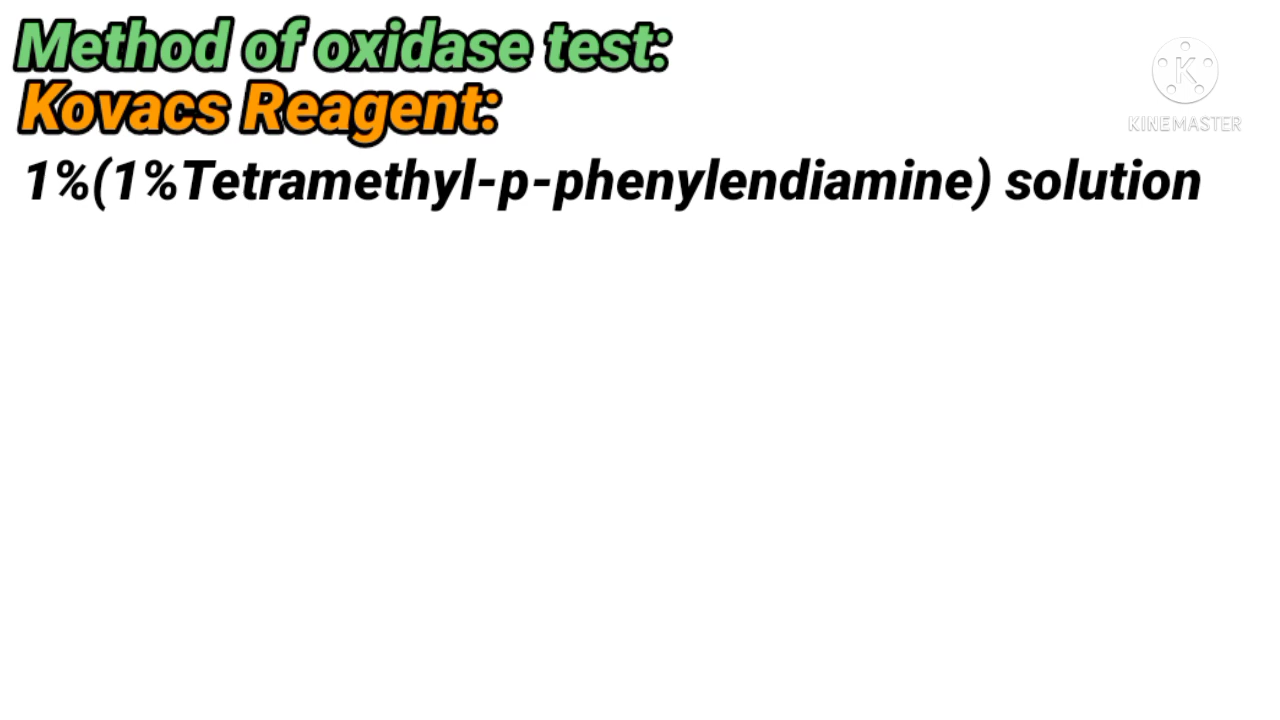 Method of oxidase test:
Kovacs Reagent:
1%(1%Tetramethyl-p-phenylendiamine) solution
K
KINEMASTER